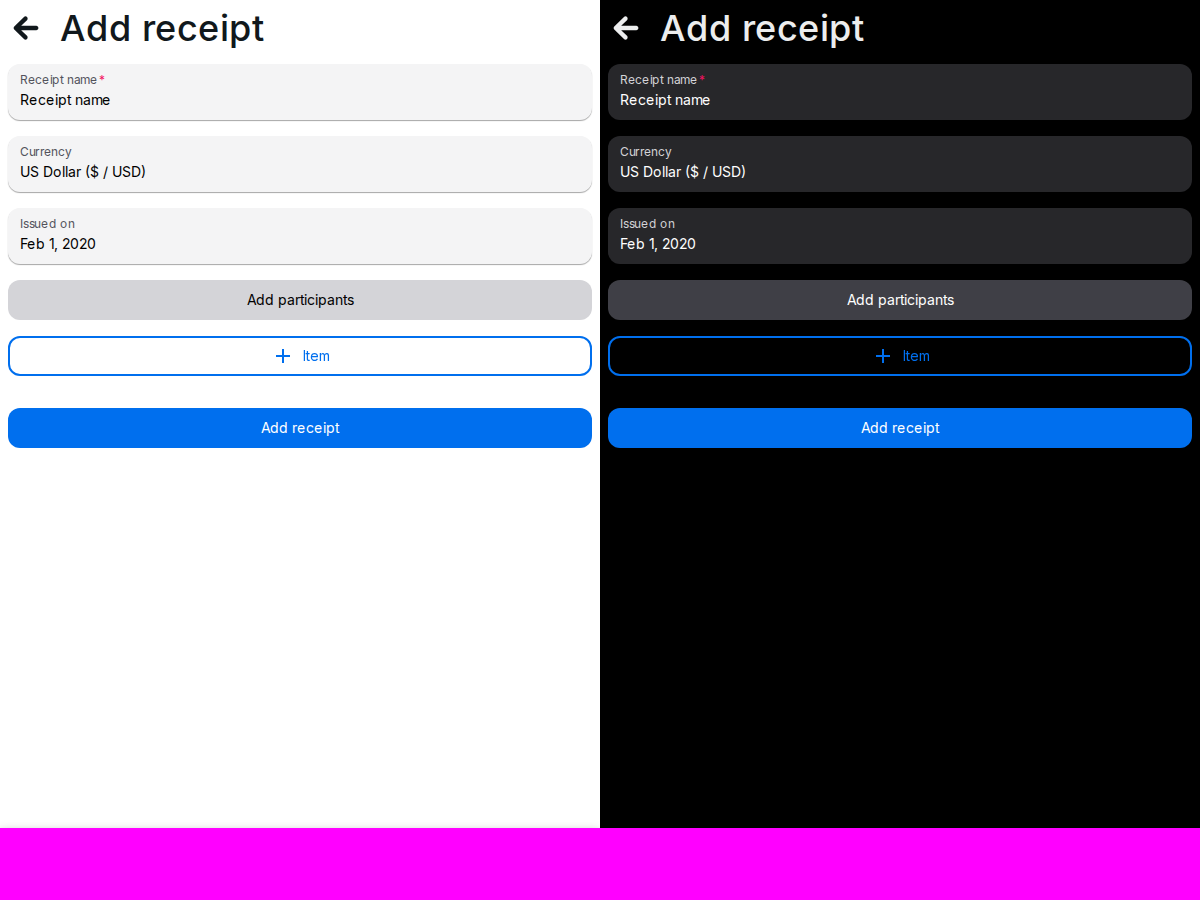 Add receipt
Receipt name*
Receipt name
Currency
US Dollar ($ / USD)
Issued on
Feb 1, 2020
Add participants
Item
Add receipt
Add receipt
Receipt name*
Receipt name
Currency
US Dollar ($ / USD)
Issued on
Feb 1, 2020
Add participants
Item
Add receipt